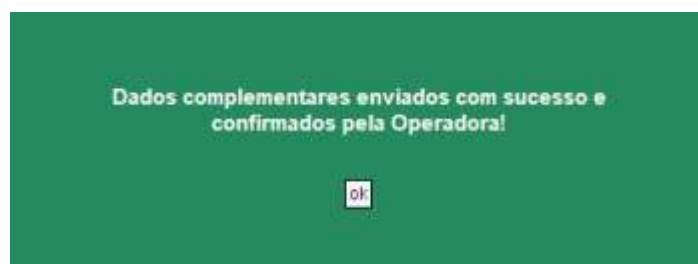 Dados complementares enviados com sucesso e
confirmados pela Operadora!
ok